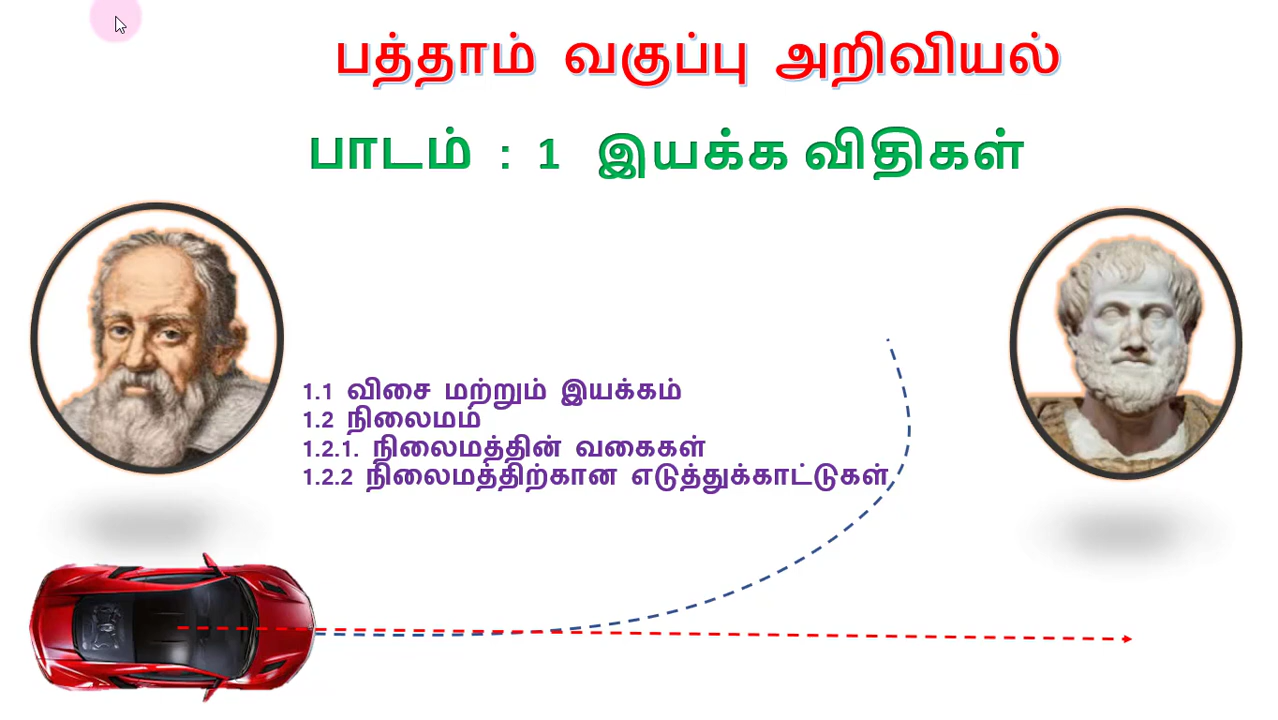 பத்தாம் வகுப்பு அறிவியல்
பாடம் : 1 இயக்க விதிகள்
1.1 விசை மற்றும் இயக்கம்
1.2 நிலைமம்
1.2.1. நிலைமத்தின் வகைகள்
1.2.2 நிலைமத்திற்கான எடுத்துக்காட்டுகள்